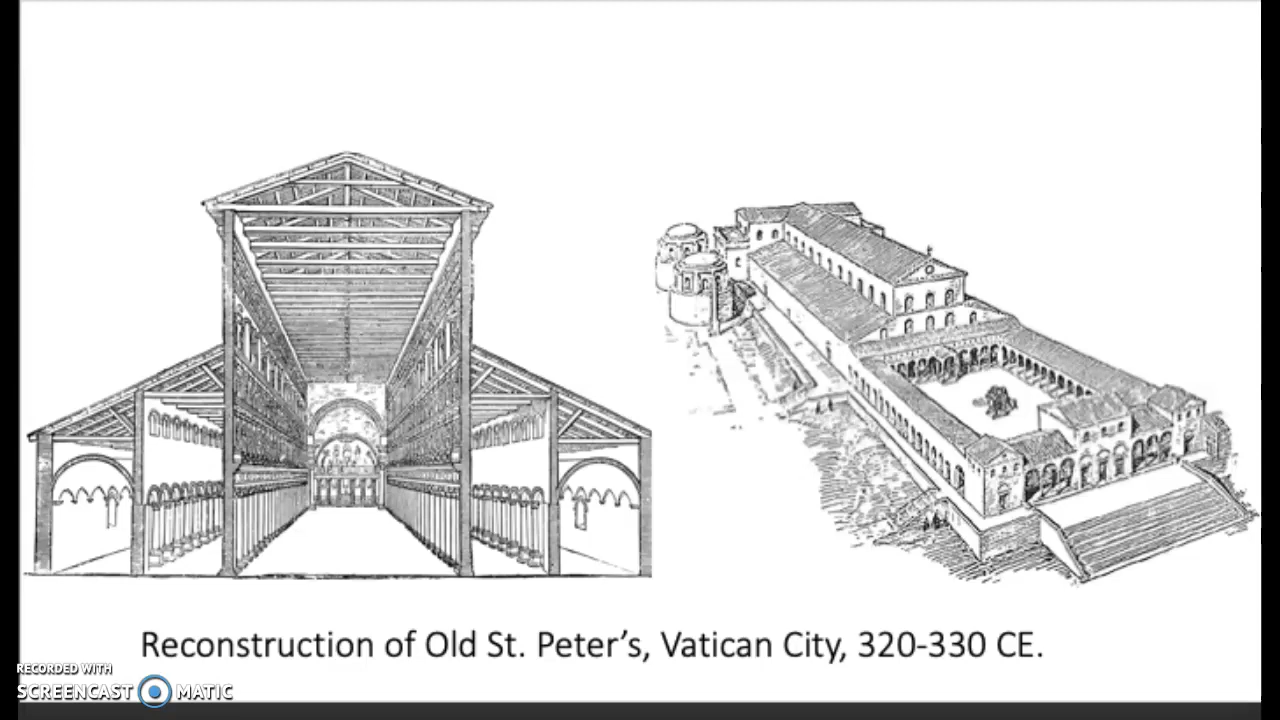 Reconstruction of Old St. Peter’s, Vatican City, 320-330 CE.
RECORDED WITH
SCREENCAST MATIC